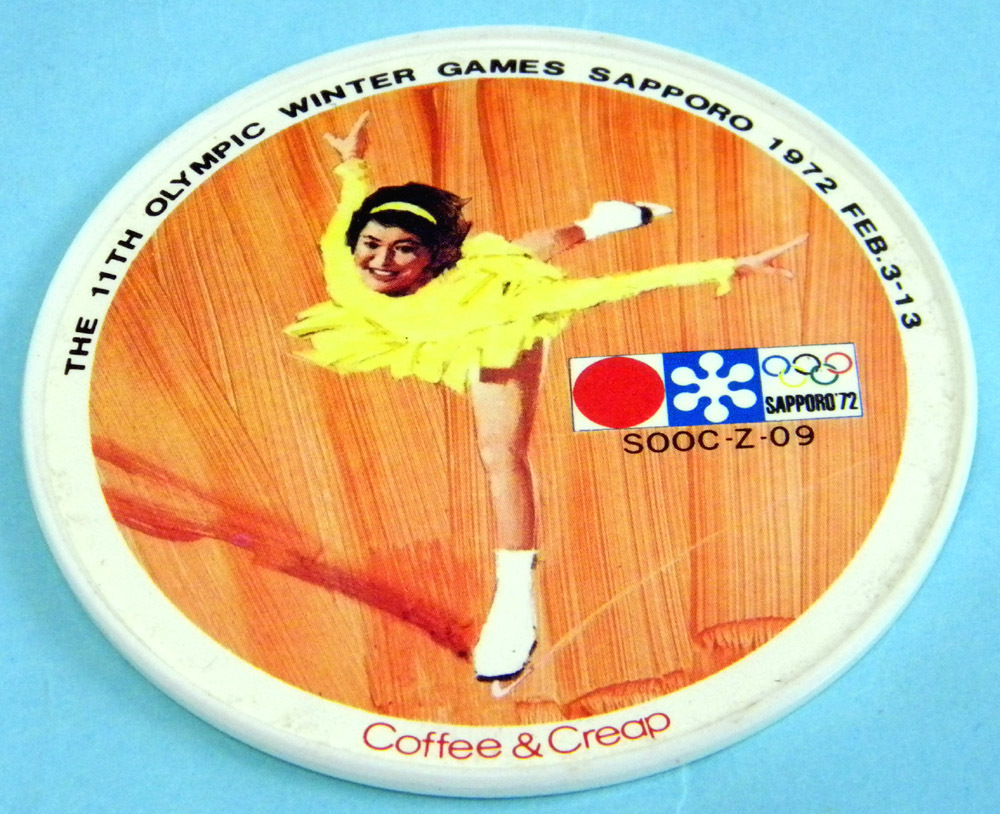 THE 11TH OLYMPIC WINTER GAMES SAPPORO 1972 FEB.3-13
SAPPORO'72
SOOC-Z-09
Coffee & Creap